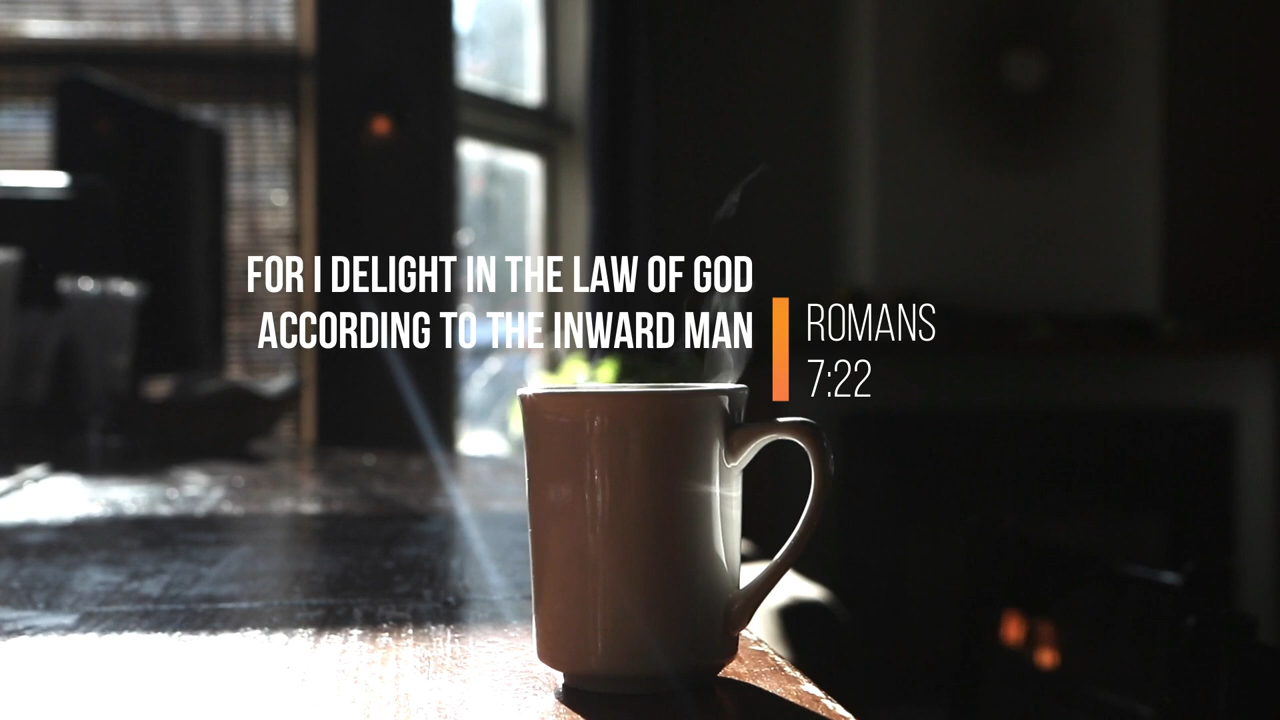 FOR I DELIGHT IN THE LAW OF GOD
ACCORDING TO THE INWARD MAN
ROMANS
7:22